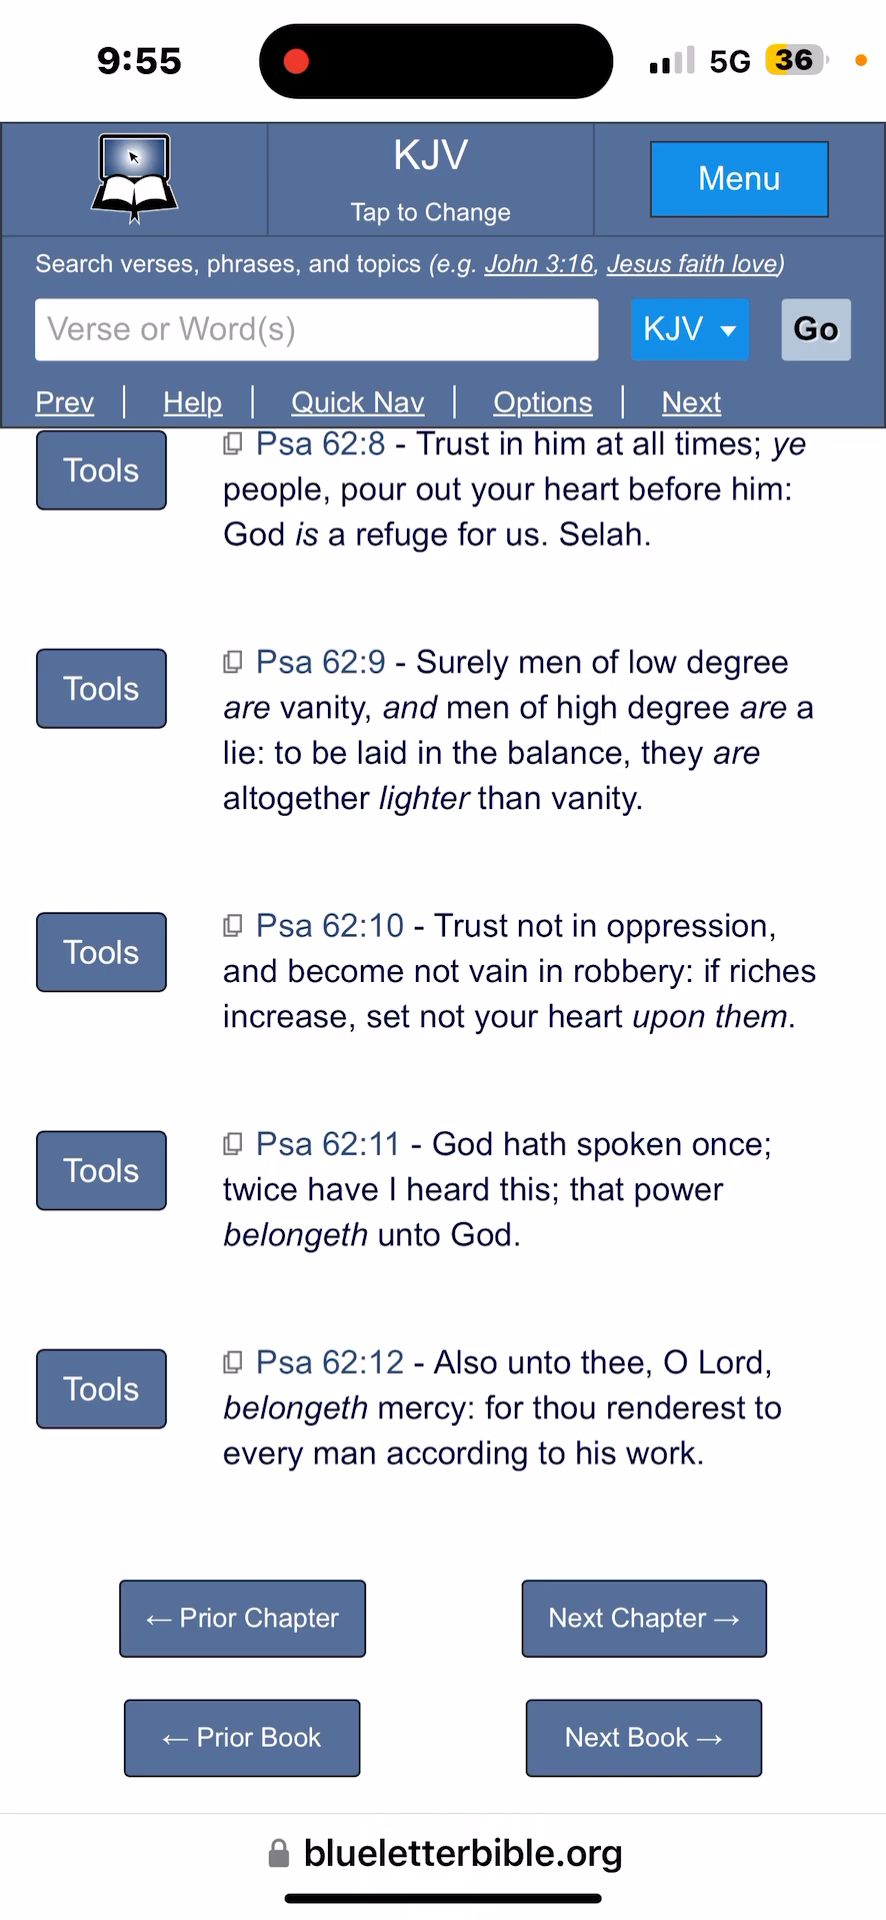 9:55
5G 36
KJV
Tap to Change
Menu
Search verses, phrases, and topics (e.g. John 3:16, Jesus faith love)
Verse or Word(s)
KJV
Go
Prev | Help | Quick Nav | Options | Next
Tools
Psa 62:8 - Trust in him at all times; ye
people, pour out your heart before him:
God is a refuge for us. Selah.
Tools
Psa 62:9 - Surely men of low degree
are vanity, and men of high degree are a
lie: to be laid in the balance, they are
altogether lighter than vanity.
Tools
Psa 62:10 - Trust not in oppression,
and become not vain in robbery: if riches
increase, set not your heart upon them.
Tools
Psa 62:11 - God hath spoken once;
twice have I heard this; that power
belongeth unto God.
Tools
Psa 62:12 - Also unto thee, O Lord,
belongeth mercy: for thou renderest to
every man according to his work.
← Prior Chapter
Next Chapter →
← Prior Book
Next Book →
blueletterbible.org